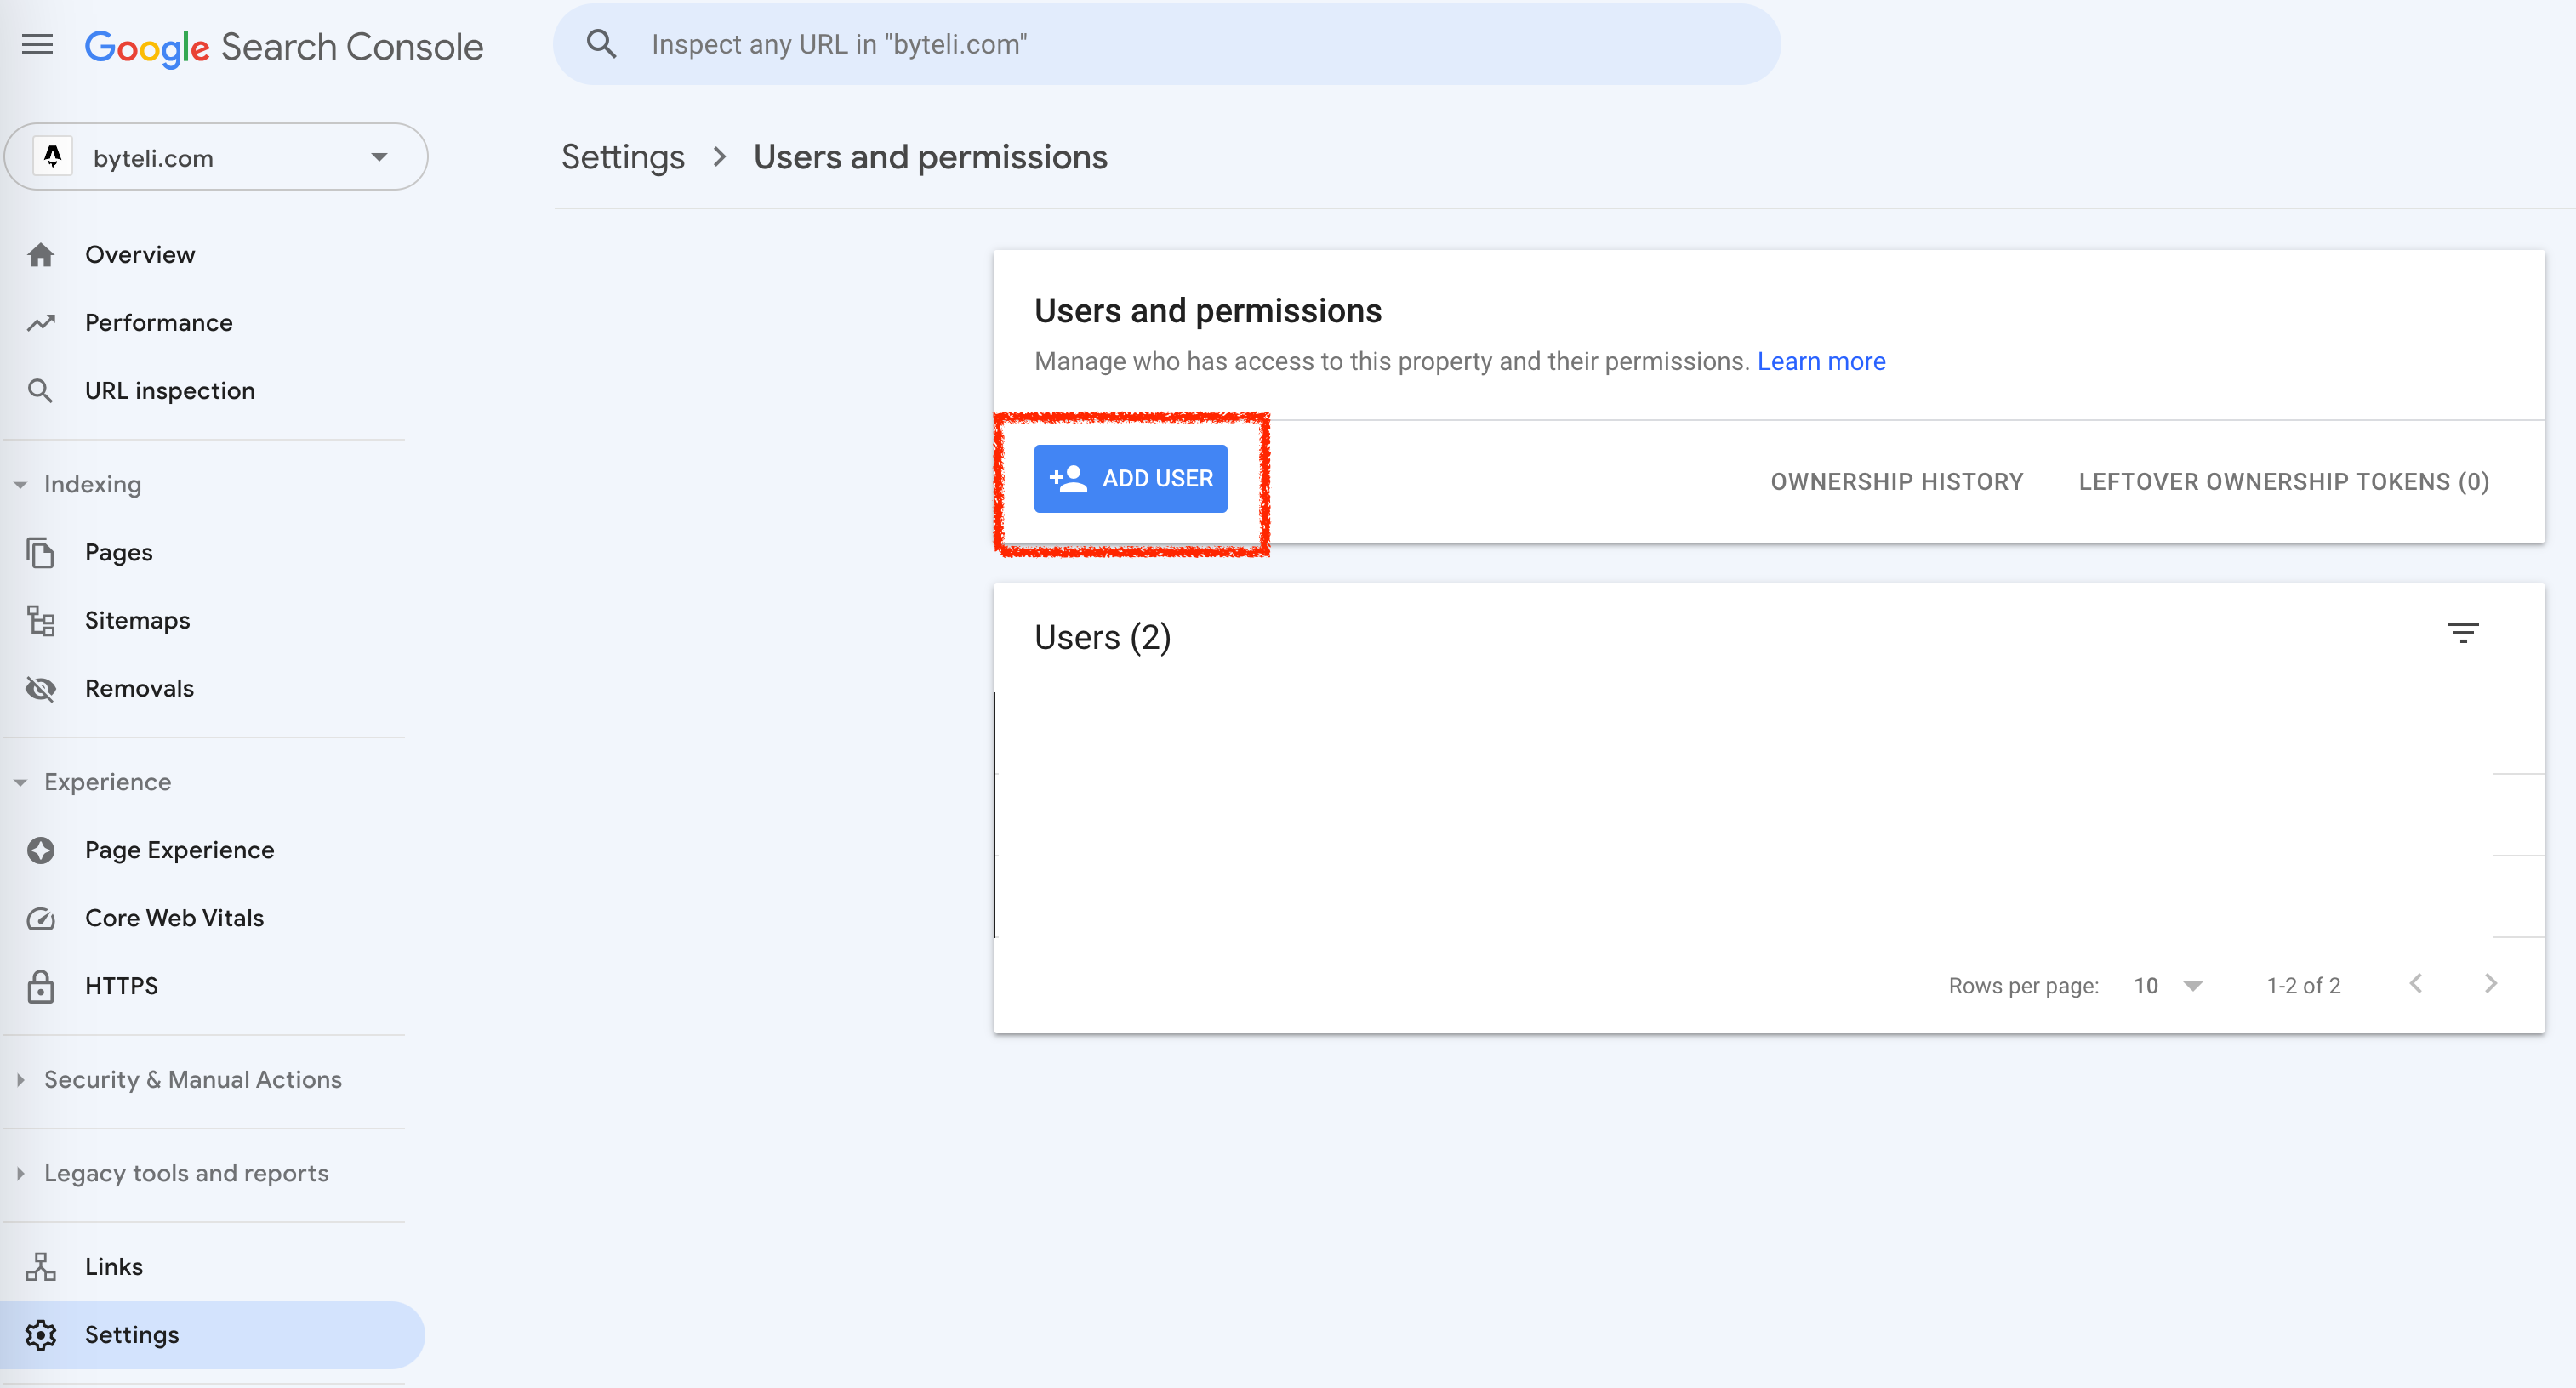 Google Search Console
Inspect any URL in "byteli.com"
byteli.com
Settings > Users and permissions
Overview
Performance
URL inspection
Indexing
Pages
Sitemaps
Removals
Experience
Page Experience
Core Web Vitals
HTTPS
Security & Manual Actions
Legacy tools and reports
Links
Settings
Users and permissions
Manage who has access to this property and their permissions. Learn more
ADD USER
OWNERSHIP HISTORY
LEFTOVER OWNERSHIP TOKENS (0)
Users (2)
Rows per page: 10 1-2 of 2